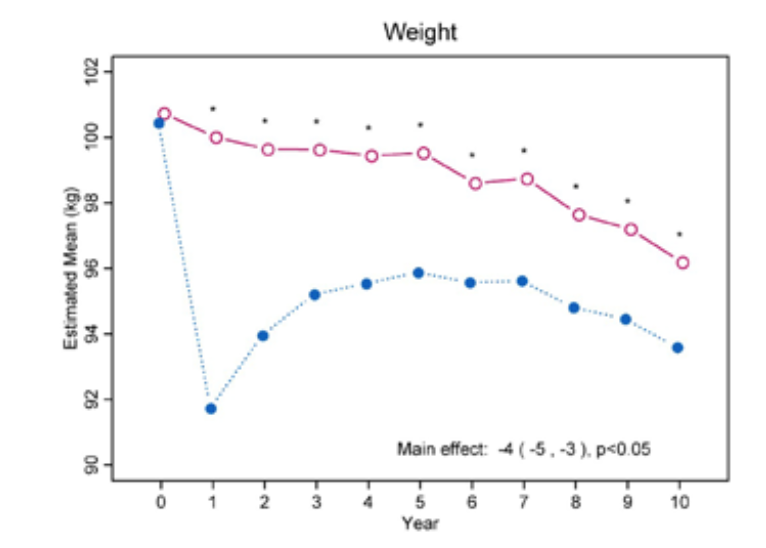 Weight
Estimated Mean (kg)
102
100
98
96
94
92
90
* * * * * * * * * *
Main effect: -4 ( -5 , -3 ), p<0.05
0 1 2 3 4 5 6 7 8 9 10
Year